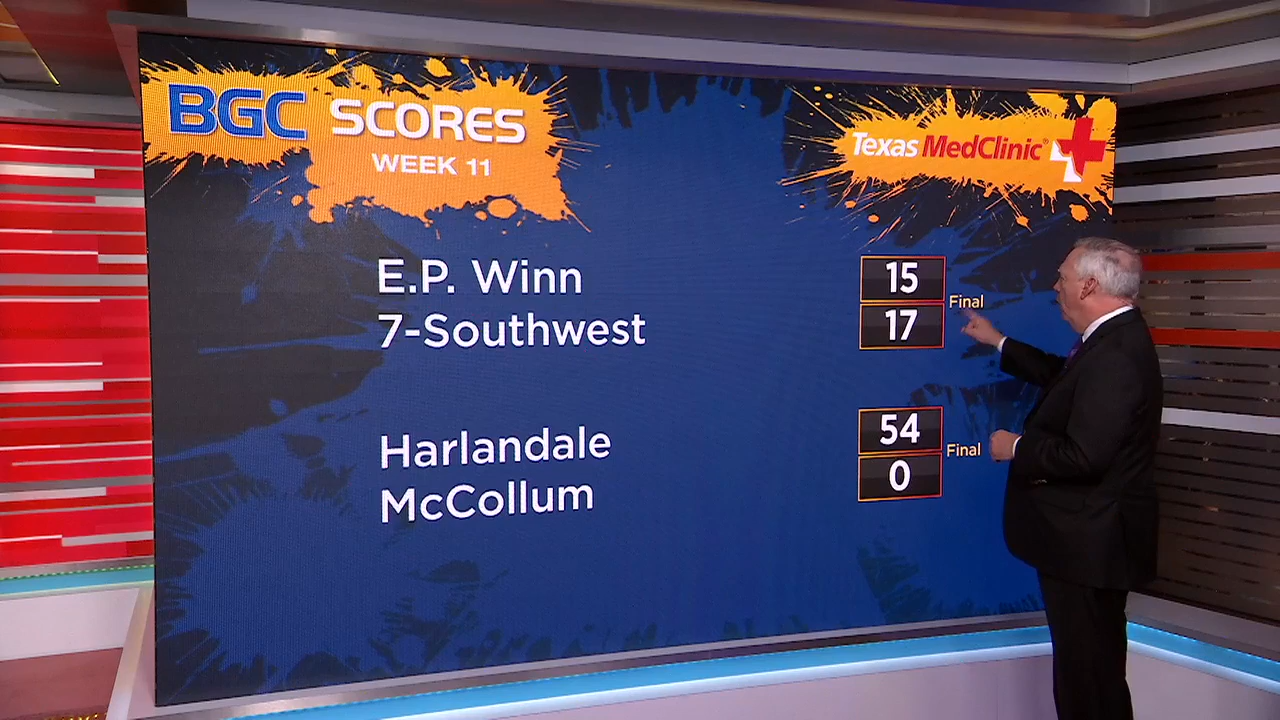 BGC SCORES
WEEK 11
Texas MedClinic®
E.P. Winn 15
7-Southwest 17
Final
Harlandale 54
McCollum 0
Final